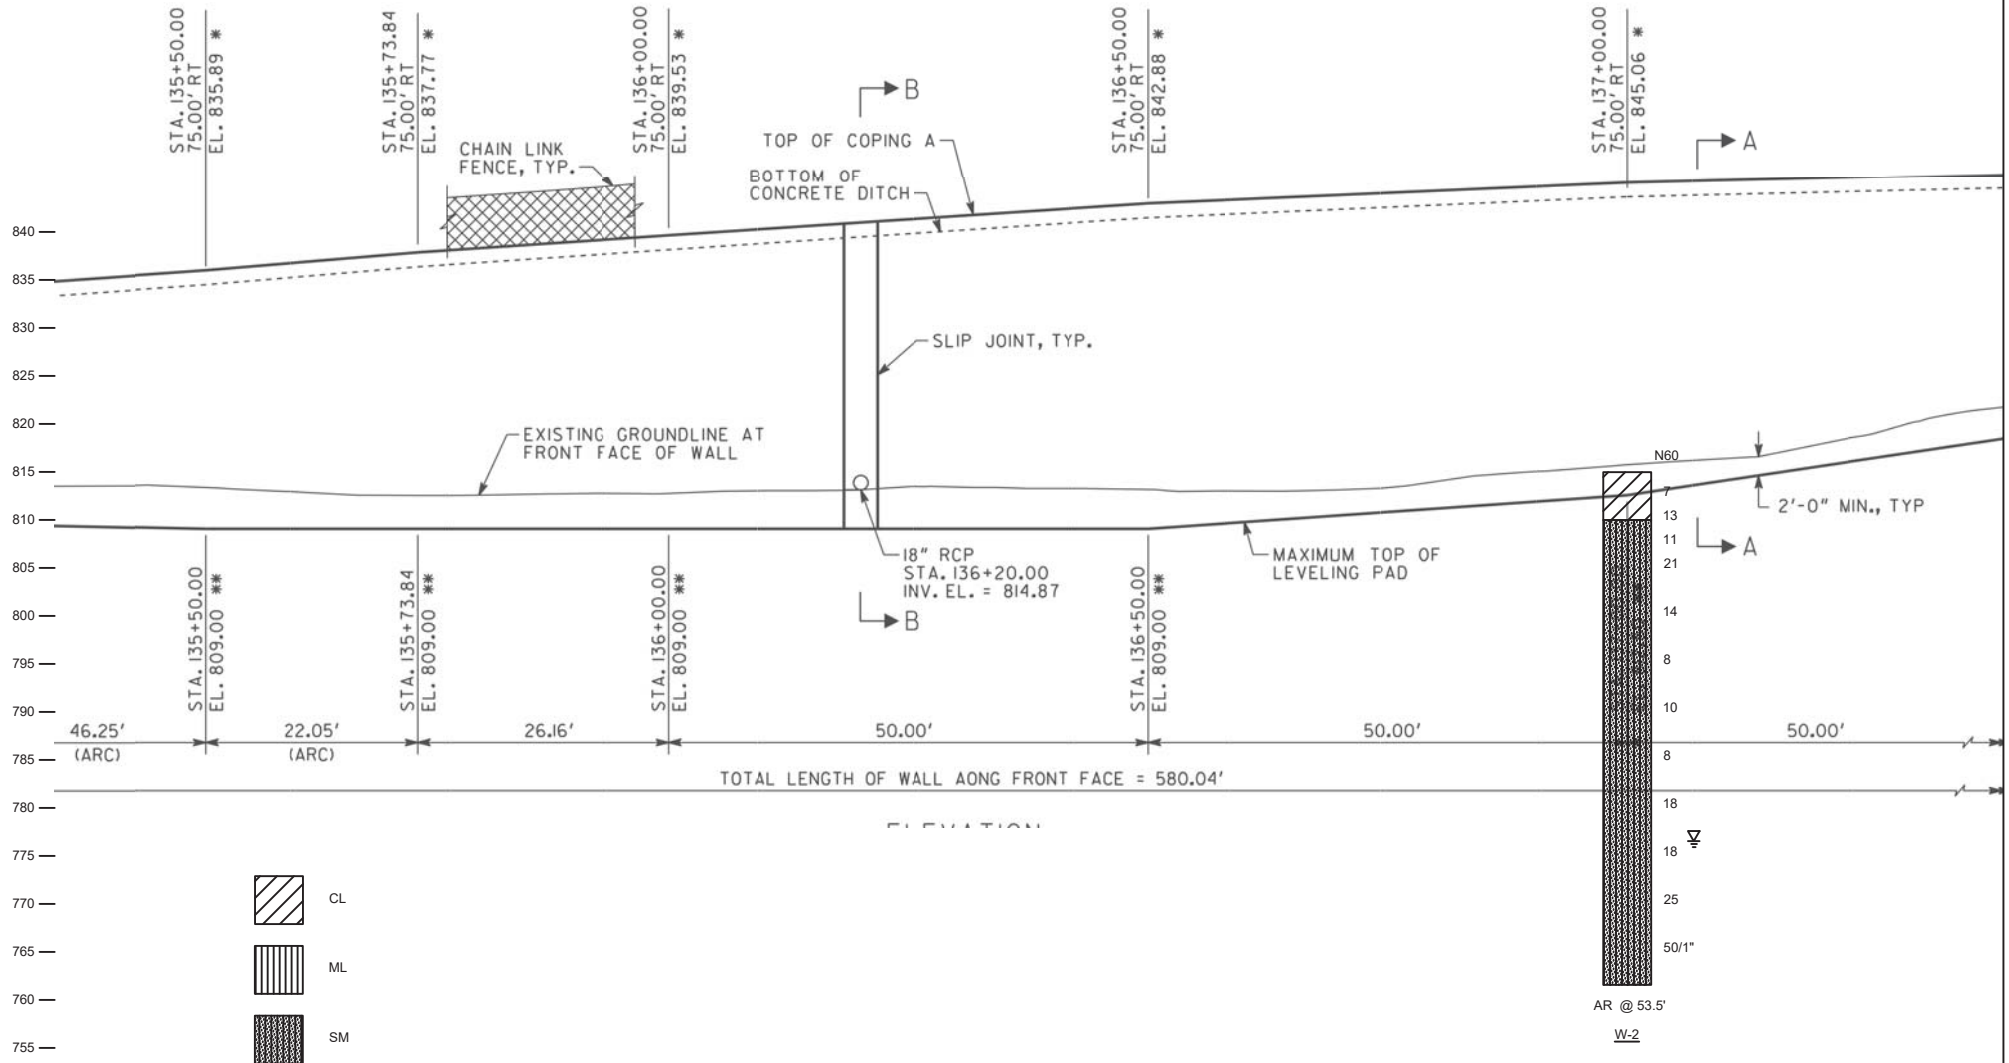 STA. 135+50.00
75.00' RT
EL. 835.89 *
STA. 135+73.84
75.00' RT
EL. 837.77 *
STA. 136+00.00
75.00' RT
EL. 839.53 *
STA. 136+50.00
75.00' RT
EL. 842.88 *
STA. 137+00.00
75.00' RT
EL. 845.06 *
B
A
CHAIN LINK
FENCE, TYP.
TOP OF COPING A
BOTTOM OF
CONCRETE DITCH
840
835
830
825
820
815
810
805
800
795
790
785
780
775
770
765
760
755
SLIP JOINT, TYP.
EXISTING GROUNDLINE AT
FRONT FACE OF WALL
N60
7
13
11
21
14
8
10
8
18
18
25
50/1"
2'-0" MIN., TYP
A
18" RCP
STA. 136+20.00
INV. EL. = 814.87
B
MAXIMUM TOP OF
LEVELING PAD
STA. 135+50.00
EL. 809.00 **
STA. 135+73.84
EL. 809.00 **
STA. 136+00.00
EL. 809.00 **
STA. 136+50.00
EL. 809.00 **
46.25'
(ARC)
22.05'
(ARC)
26.16'
50.00'
50.00'
50.00'
TOTAL LENGTH OF WALL AONG FRONT FACE = 580.04'
ELEVATION
CL
ML
SM
AR @ 53.5'
W-2